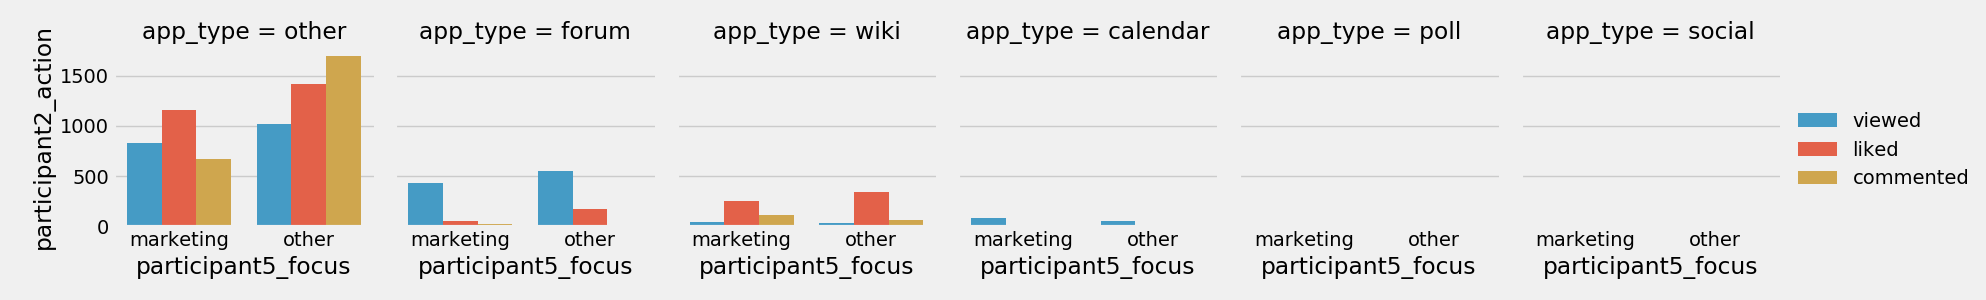 app_type = other
app_type = forum
app_type = wiki
app_type = calendar
app_type = poll
app_type = social
participant2_action
1500
1000
500
0
marketing other
marketing other
marketing other
marketing other
marketing other
marketing other
participant5_focus
participant5_focus
participant5_focus
participant5_focus
participant5_focus
participant5_focus
viewed
liked
commented